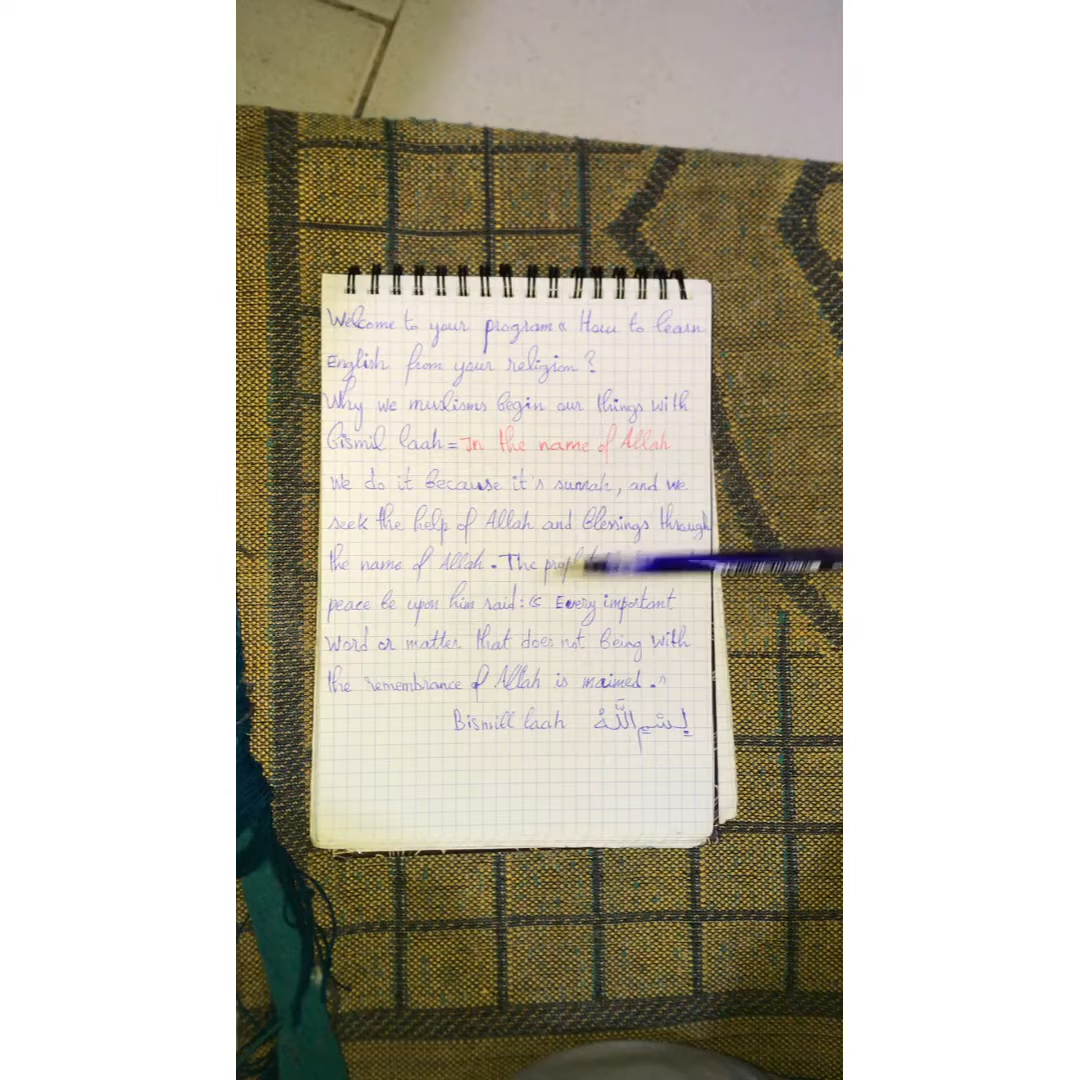 Welcome to your program « How to learn
English from your religion ?
Why we muslisms begin our things with
Bismil laah = In the name of Allah
We do it because it's sunnah, and we
seek the help of Allah and blessings through
the name of Allah. The
peace be upon him said: « Every important
word or matter that does not being with
the remembrance of Allah is maimed. »
Bismill laah بِسْمِ اللَّهُ